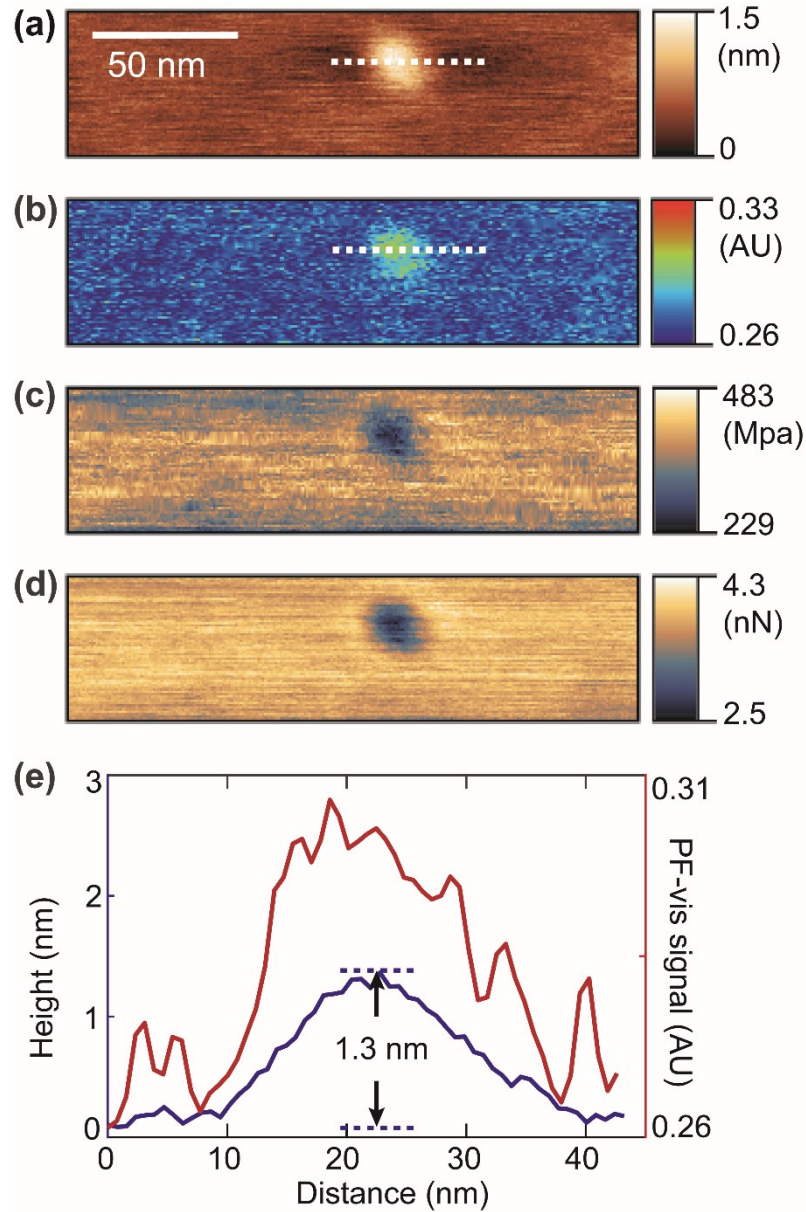 (a)
50 nm
1.5
(nm)
0
(b)
0.33
(AU)
0.26
(c)
483
(Mpa)
229
(d)
4.3
(nN)
2.5
(e)
3
2
1
0
Height (nm)
1.3 nm
0.31
0.26
PF-vis signal (AU)
0 10 20 30 40
Distance (nm)